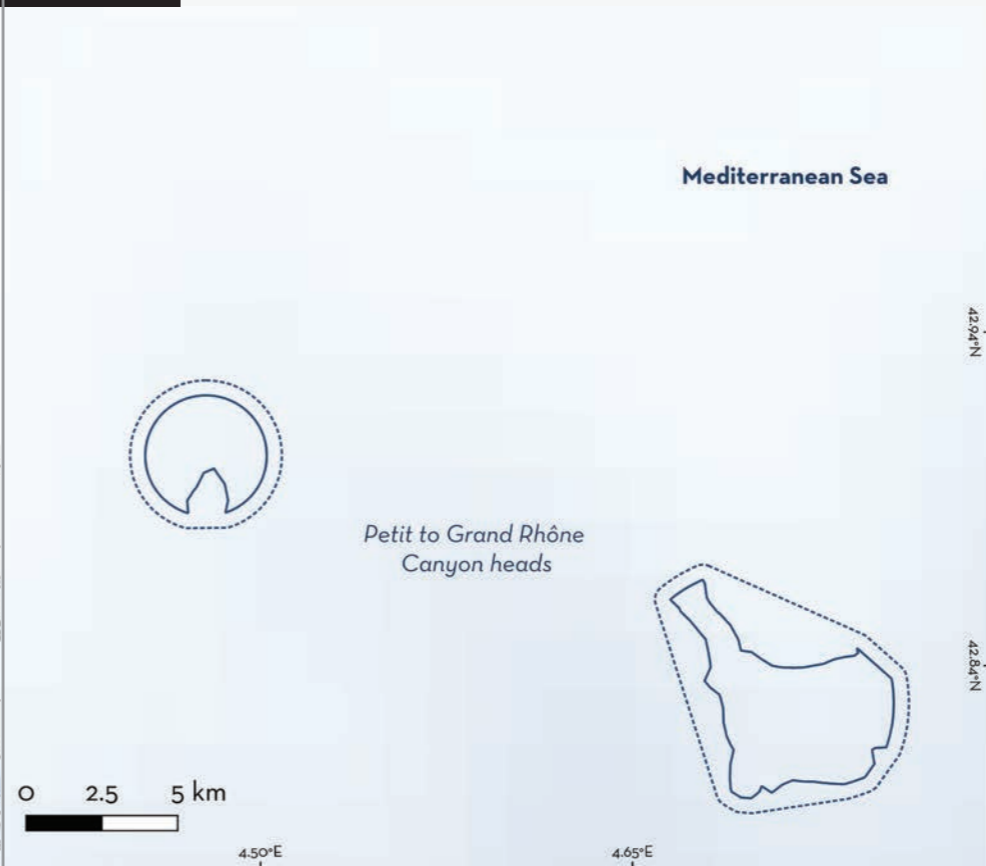 Mediterranean Sea
42.94°N
Petit to Grand Rhône
Canyon heads
42.84°N
0 2.5 5 km
4.50°E
4.65°E